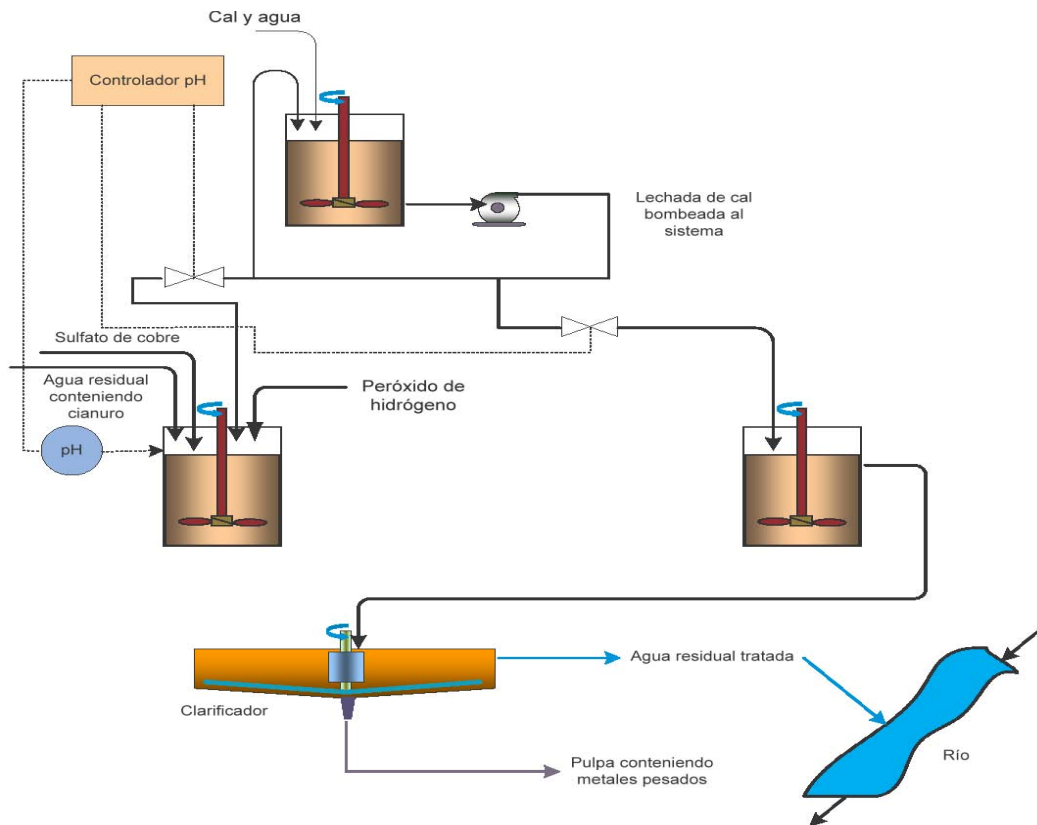 Cal y agua
Controlador pH
Lechada de cal
bombeada al
sistema
Sulfato de cobre
Agua residual
conteniendo
cianuro
Peróxido de
hidrógeno
pH
Agua residual tratada
Clarificador
Río
Pulpa conteniendo
metales pesados